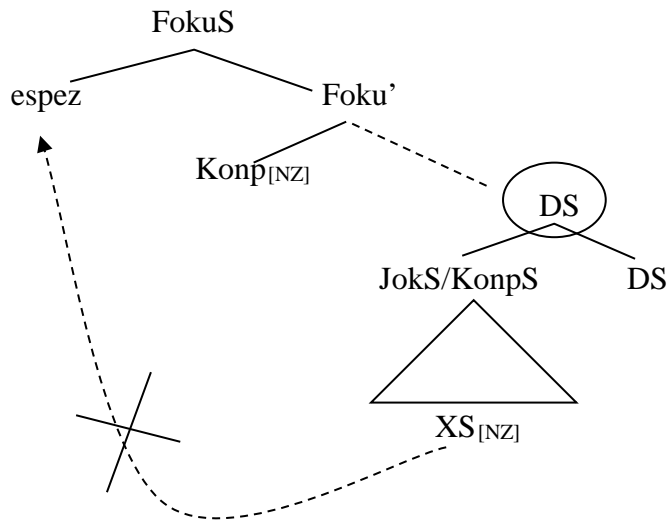 FokuS
espez Foku’
Konp[NZ]
DS
JokS/KonpS DS
XS[NZ]